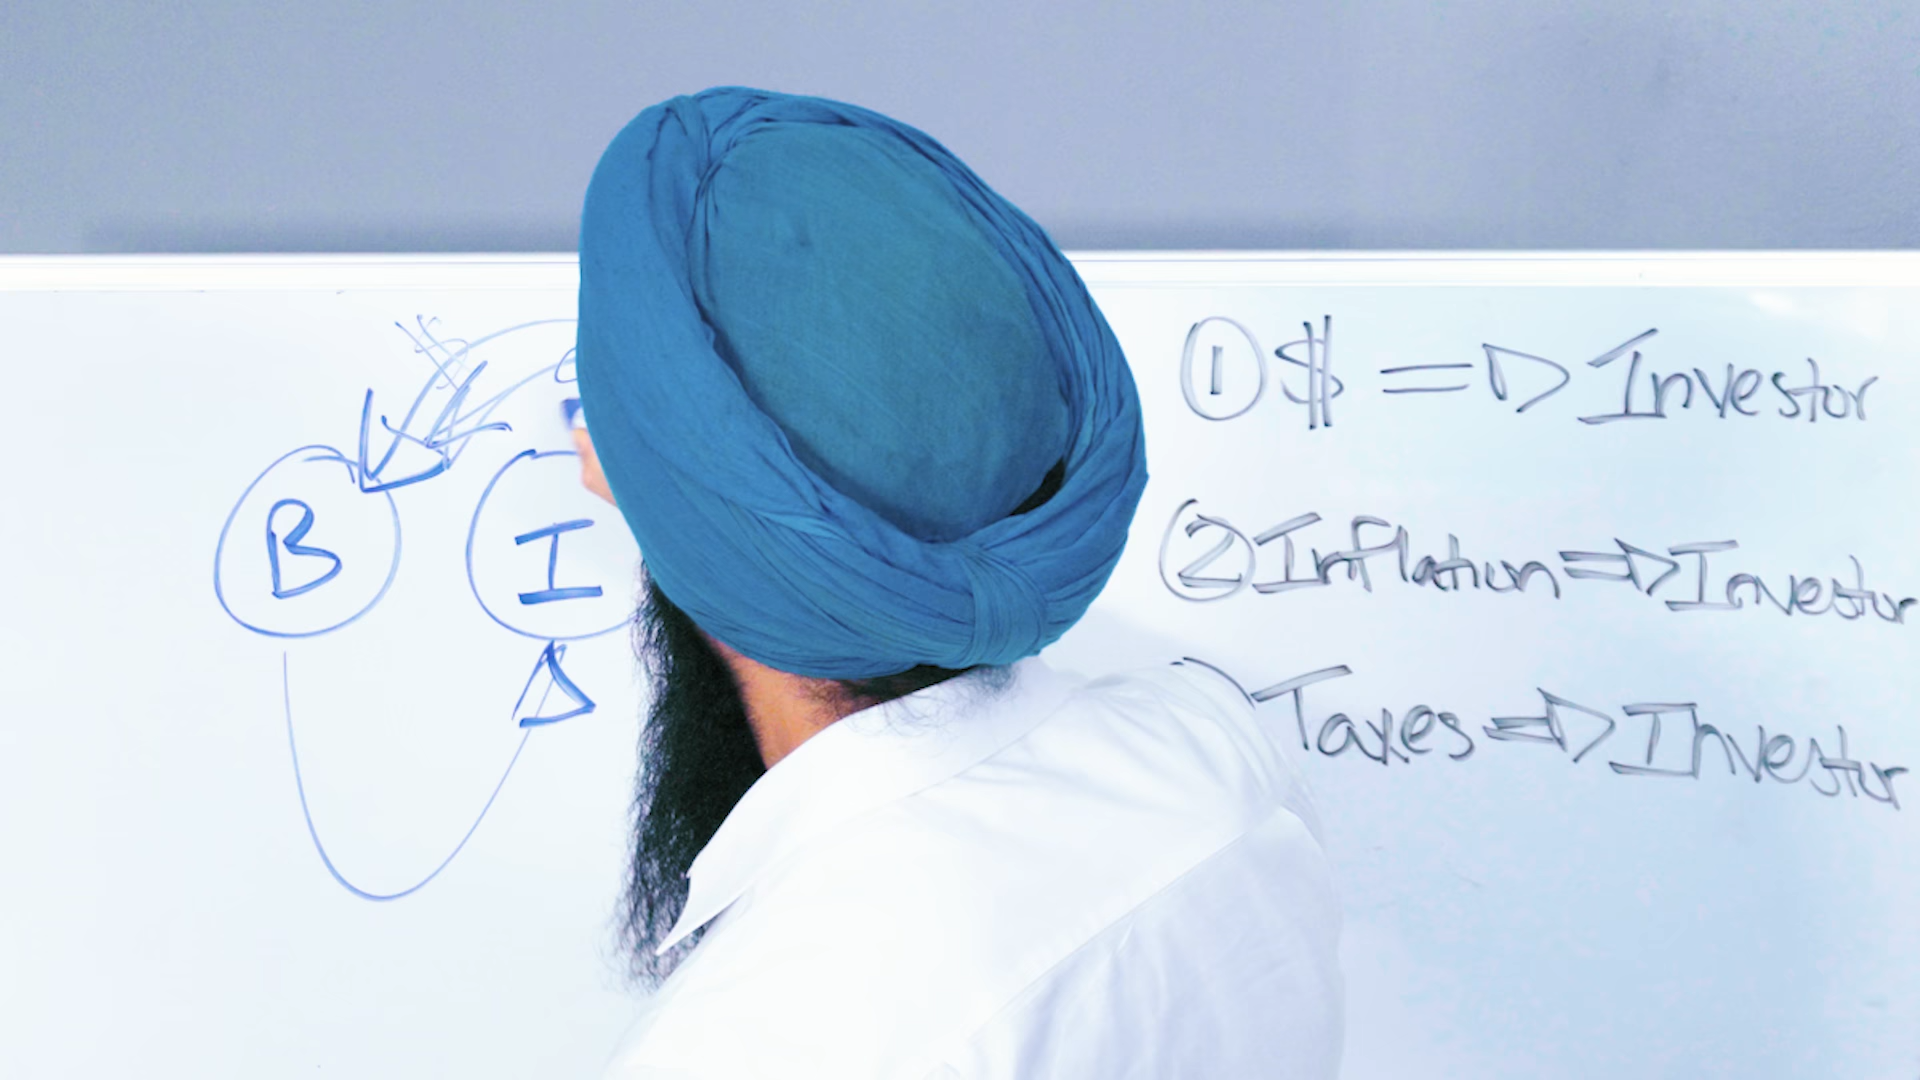 $
B
I
① $ => Investor
② Inflation => Investor
Taxes => Investor